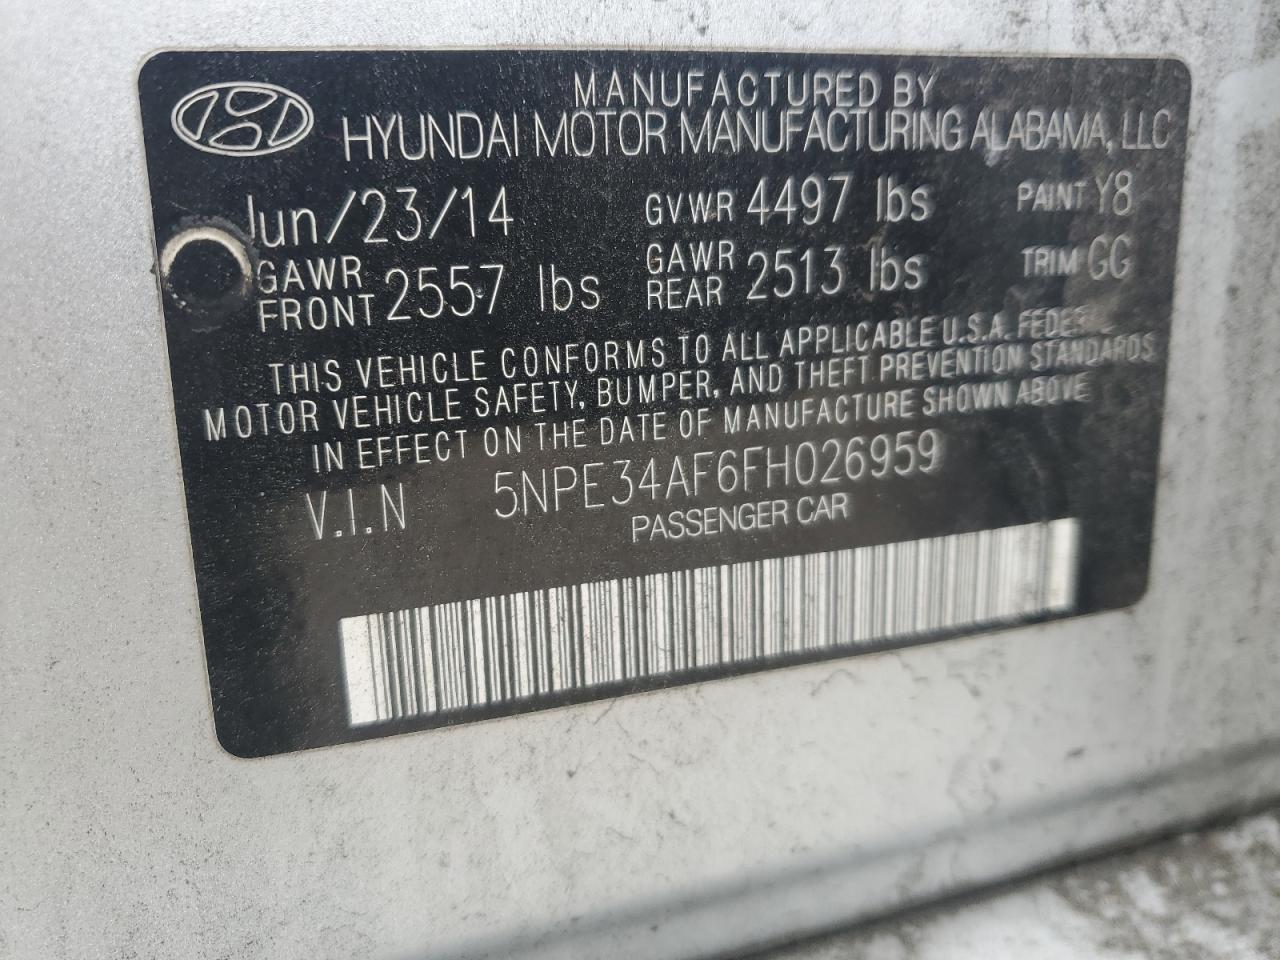 MANUFACTURED BY
HYUNDAI MOTOR MANUFACTURING ALABAMA, LLC
Jun/23/14 GVWR 4497 lbs PAINT Y8
GAWR FRONT 2557 lbs GAWR REAR 2513 lbs TRIM GG
THIS VEHICLE CONFORMS TO ALL APPLICABLE U.S.A.
MOTOR VEHICLE SAFETY, BUMPER, AND THEFT PREVENTION STANDARDS
IN EFFECT ON THE DATE OF MANUFACTURE SHOWN ABOVE
V.I.N 5NPE34AF6FH026959
PASSENGER CAR